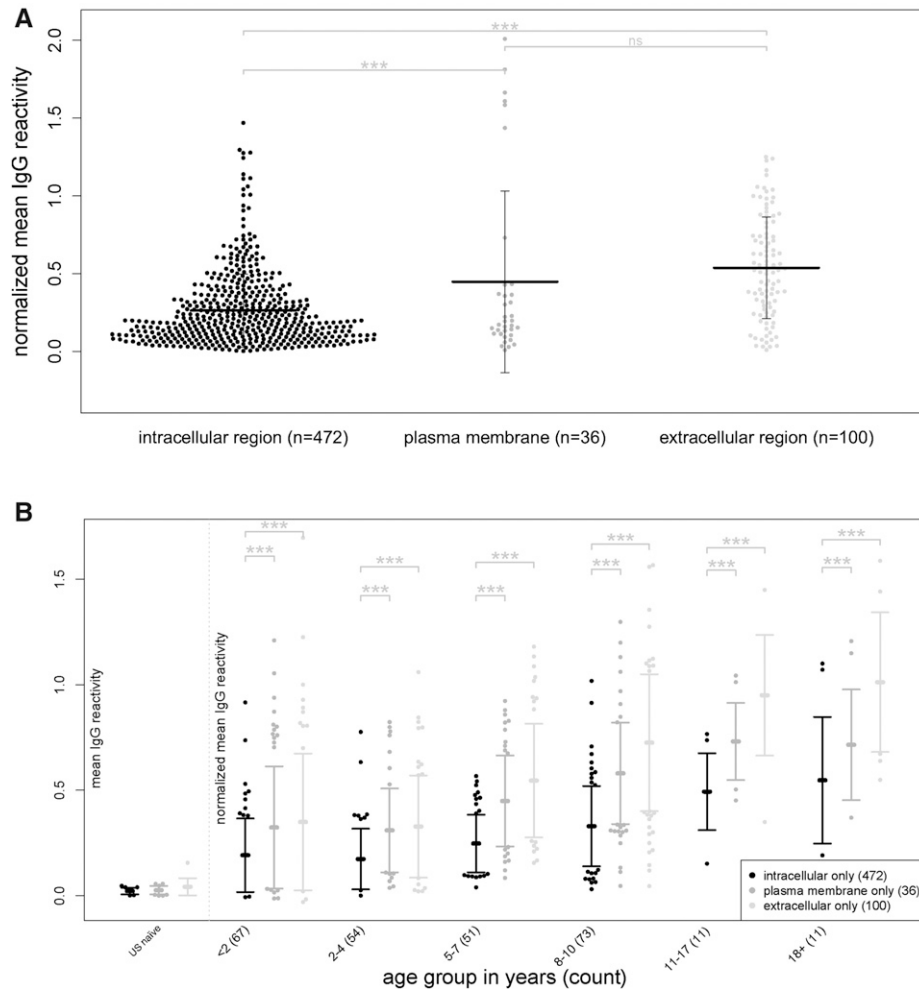 A
***
***
ns
normalized mean IgG reactivity
2.0
1.5
1.0
0.5
0.0
intracellular region (n=472)
plasma membrane (n=36)
extracellular region (n=100)
B
***
***
***
***
***
***
***
***
***
***
***
***
1.5
1.0
0.5
0.0
mean IgG reactivity
normalized mean IgG reactivity
intracellular only (472)
plasma membrane only (36)
extracellular only (100)
US naïve
<2 (67)
2-4 (54)
5-7 (51)
8-10 (73)
11-17 (11)
18+ (11)
age group in years (count)